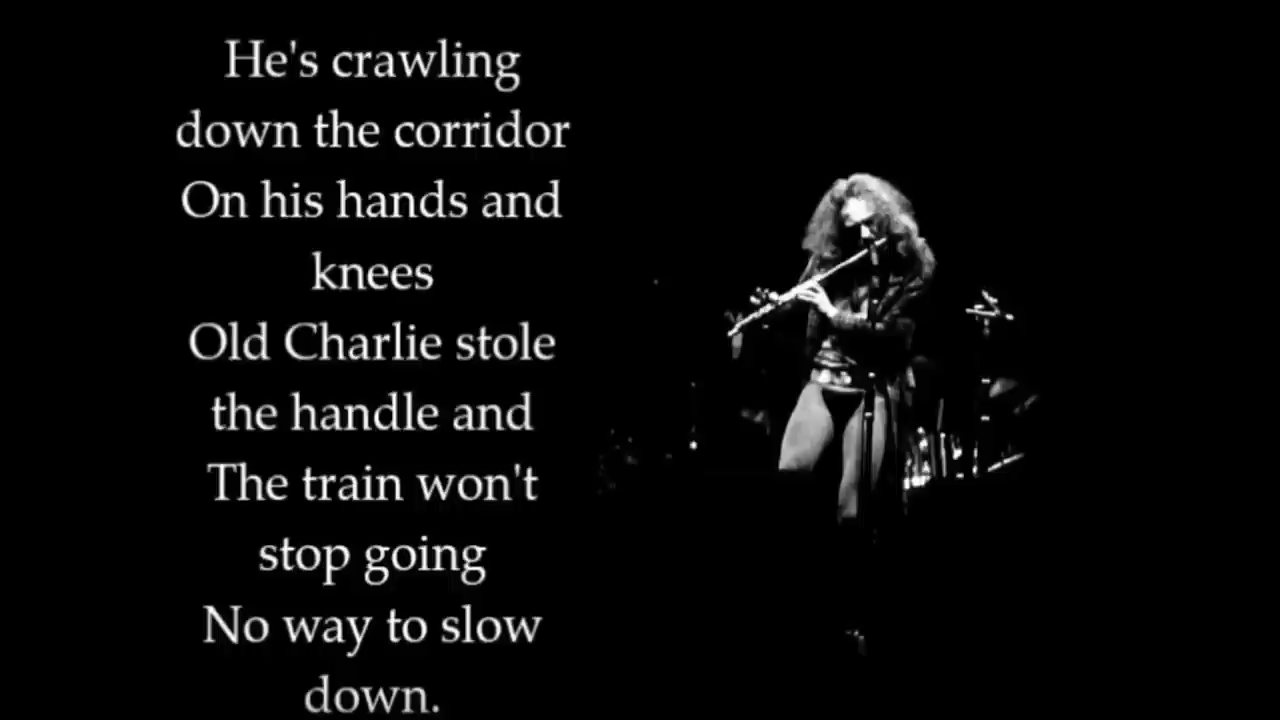 He's crawling
down the corridor
On his hands and
knees
Old Charlie stole
the handle and
The train won't
stop going
No way to slow
down.